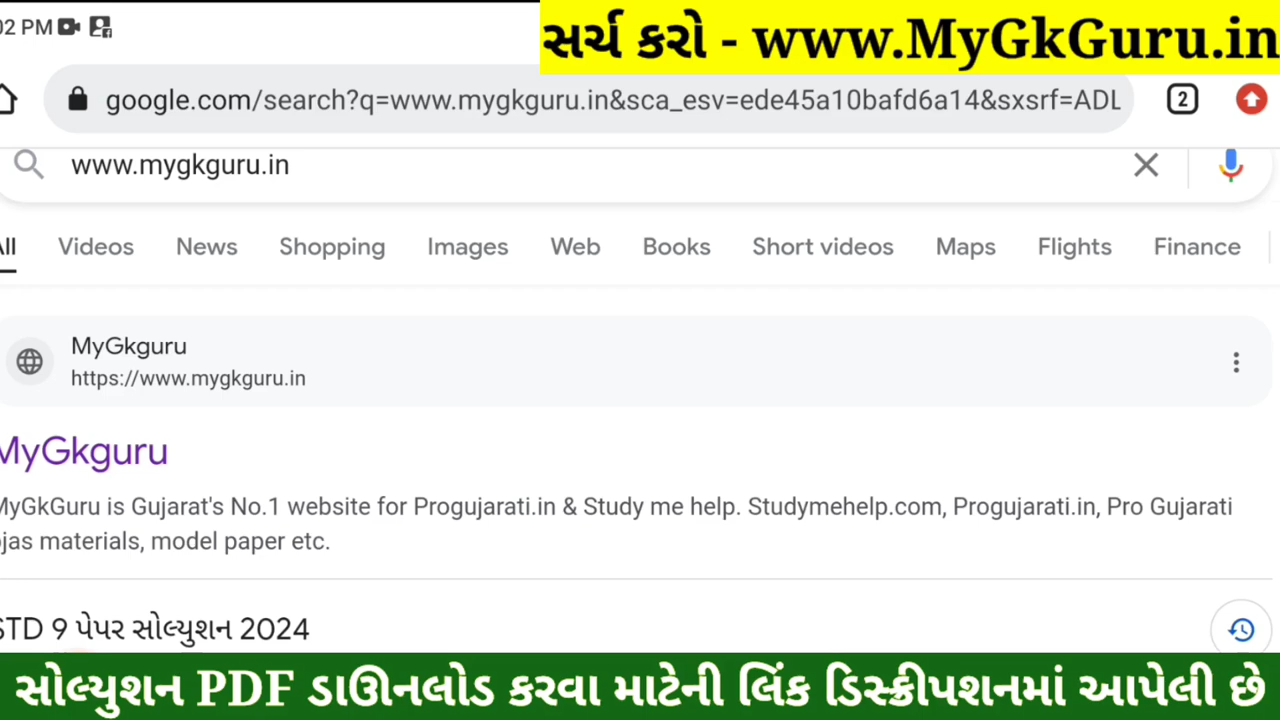 02 PM
સર્ચ કરો - www.MyGkGuru.in
google.com/search?q=www.mygkguru.in&sca_esv=ede45a10bafd6a14&sxsrf=ADL
2
www.mygkguru.in
All Videos News Shopping Images Web Books Short videos Maps Flights Finance
MyGkguru
https://www.mygkguru.in
MyGkguru
MyGkGuru is Gujarat's No.1 website for Progujarati.in & Study me help. Studymehelp.com, Progujarati.in, Pro Gujarati
ojas materials, model paper etc.
STD 9 પેપર સોલ્યુશન 2024
સોલ્યુશન PDF ડાઊનલોડ કરવા માટેની લિંક ડિસ્ક્રીપશનમાં આપેલી છે